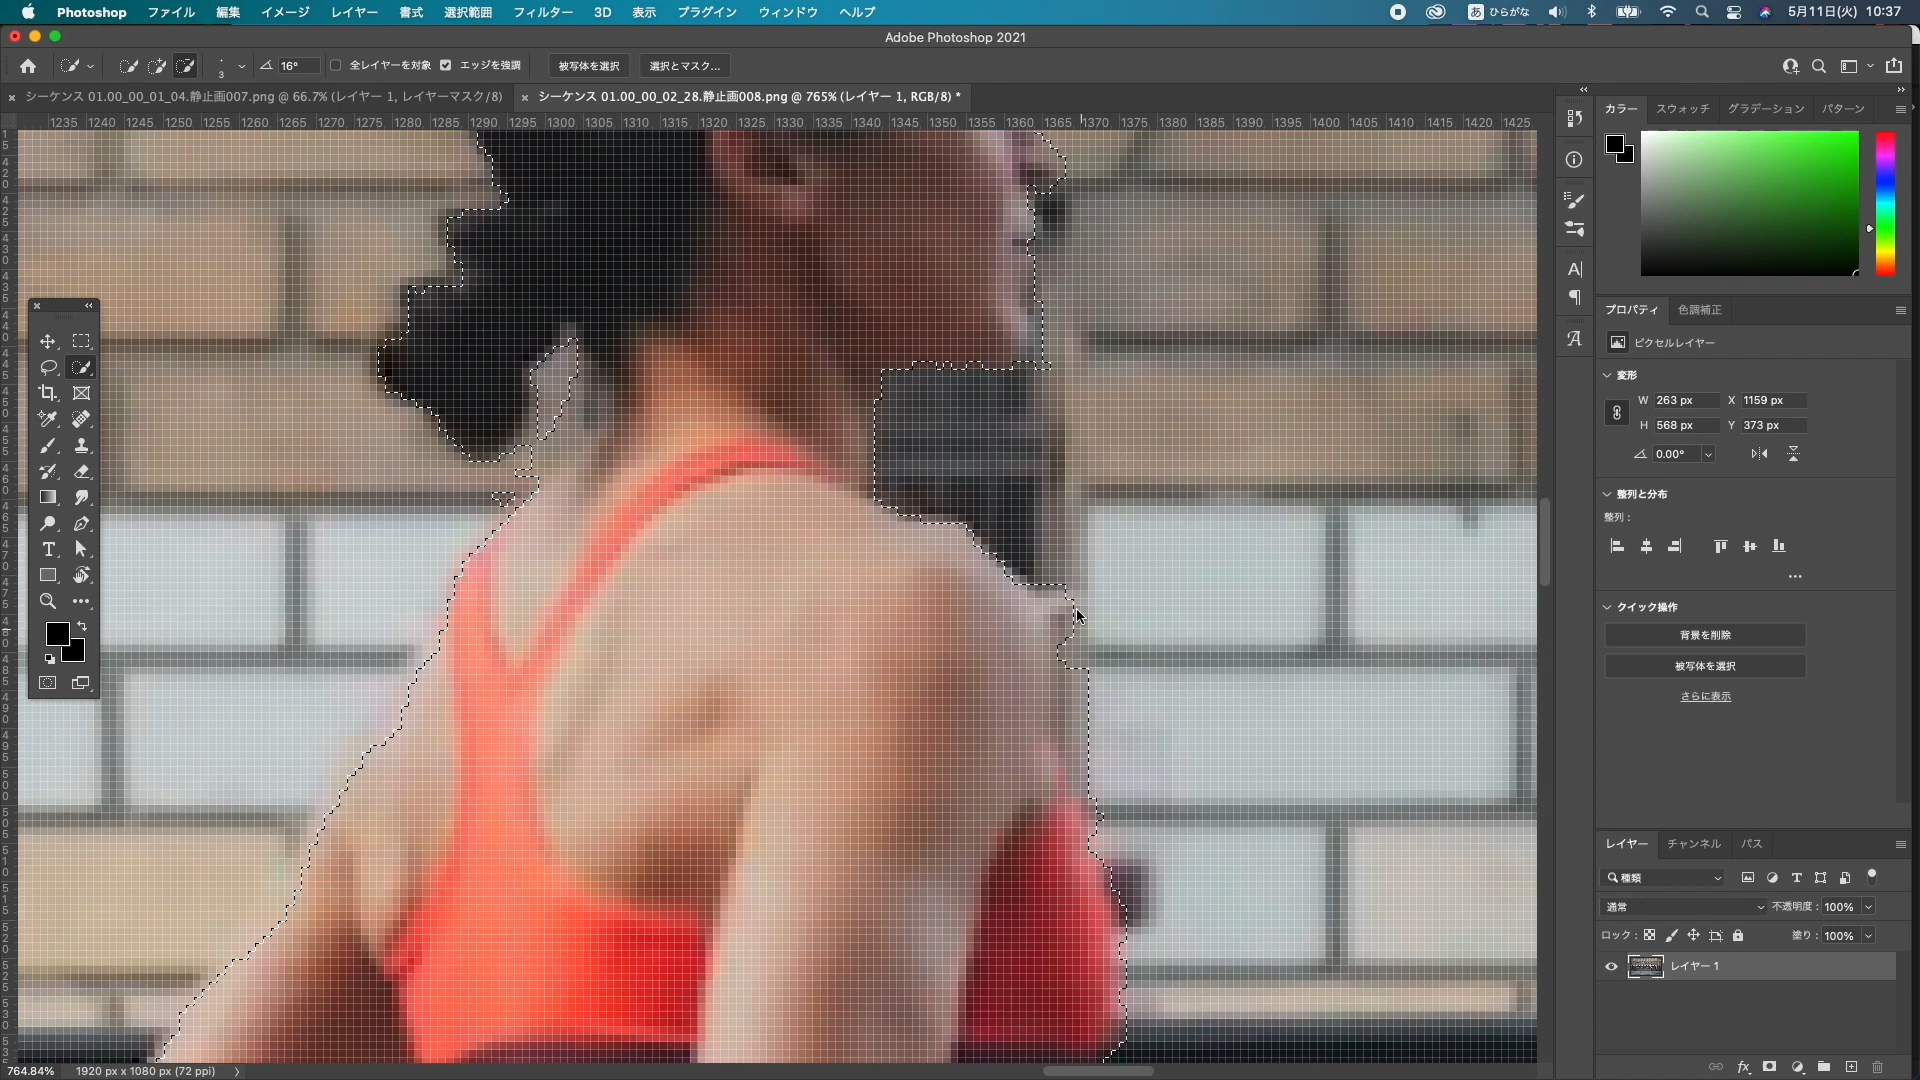 Photoshop ファイル 編集 イメージ レイヤー 書式 選択範囲 フィルター 3D 表示 プラグイン ウィンドウ ヘルプ あ ひらがな 5月11日(火) 10:37
Adobe Photoshop 2021
3 16° 全レイヤーを対象 エッジを強調 被写体を選択 選択とマスク...
シーケンス 01.00_00_01_04.静止画007.png @ 66.7% (レイヤー 1, レイヤーマスク/8) シーケンス 01.00_00_02_28.静止画008.png @ 765% (レイヤー 1, RGB/8) *
1235 1240 1245 1250 1255 1260 1265 1270 1275 1280 1285 1290 1295 1300 1305 1310 1315 1320 1325 1330 1335 1340 1345 1350 1355 1360 1365 1370 1375 1380 1385 1390 1395 1400 1405 1410 1415 1420 1425
カラー スウォッチ グラデーション パターン
プロパティ 色調補正
ピクセルレイヤー
変形
W 263 px X 1159 px
H 568 px Y 373 px
0.00°
整列と分布
整列 :
クイック操作
背景を削除
被写体を選択
さらに表示
レイヤー チャンネル パス
種類
通常 不透明度 : 100%
ロック : 塗り : 100%
レイヤー 1
764.84% 1920 px x 1080 px (72 ppi)